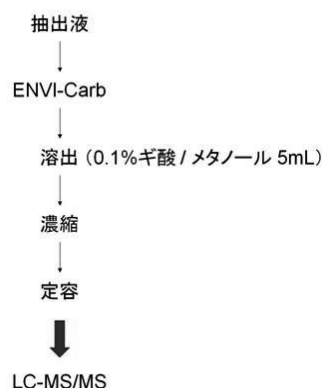 抽出液
ENVI-Carb
溶出（0.1%ギ酸 / メタノール 5mL）
濃縮
定容
LC-MS/MS